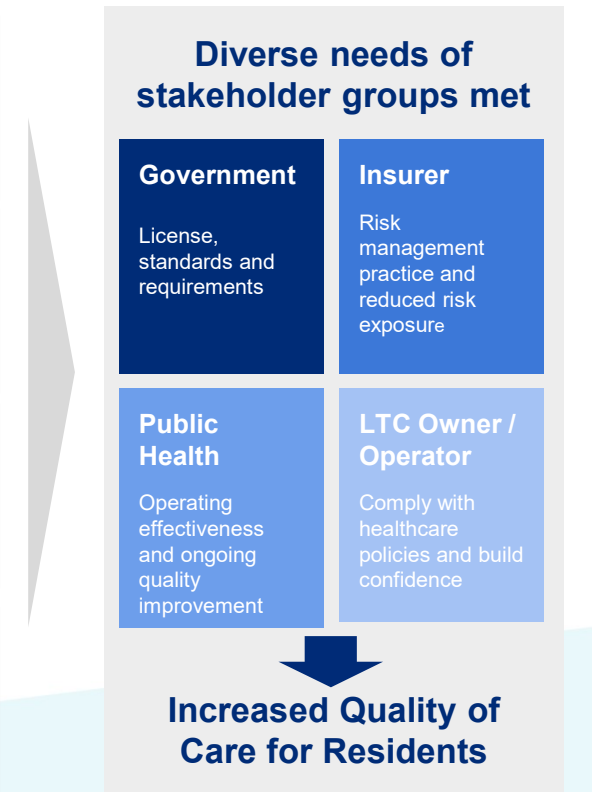 Diverse needs of
stakeholder groups met
Government
License,
standards and
requirements
Insurer
Risk
management
practice and
reduced risk
exposure
Public
Health
Operating
effectiveness
and ongoing
quality
improvement
LTC Owner /
Operator
Comply with
healthcare
policies and build
confidence
Increased Quality of
Care for Residents